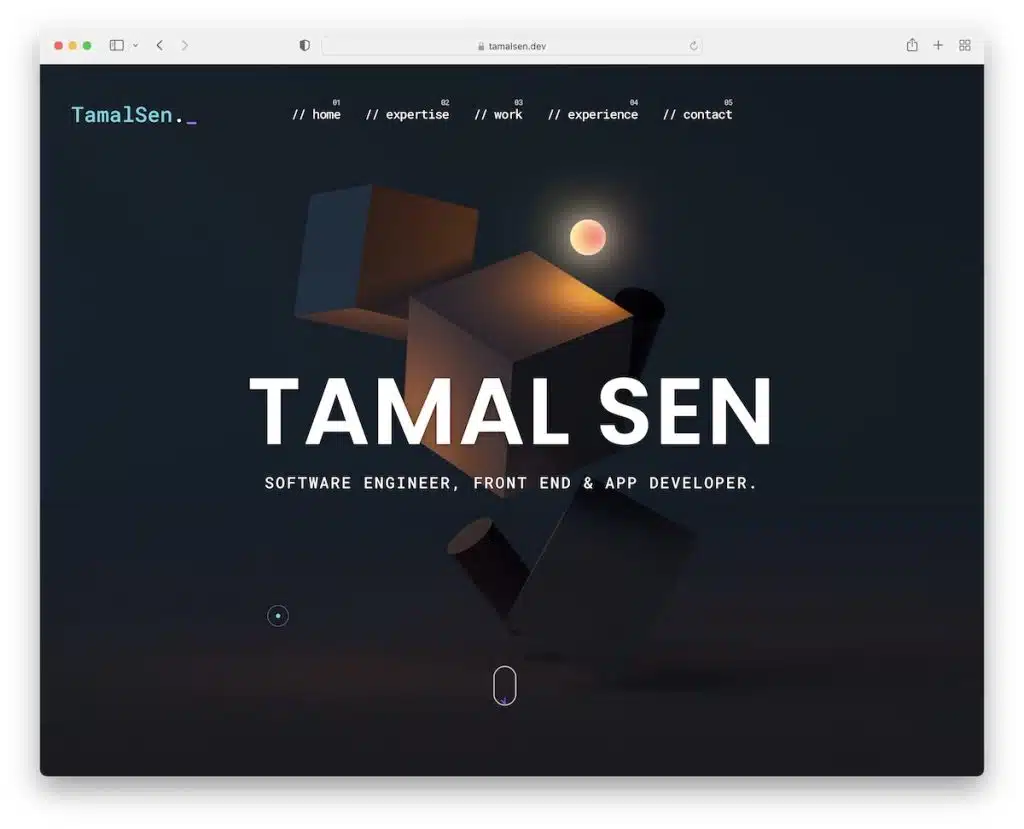 tamalsen.dev
TamalSen._
01 02 03 04 05
// home // expertise // work // experience // contact
TAMAL SEN
SOFTWARE ENGINEER, FRONT END & APP DEVELOPER.